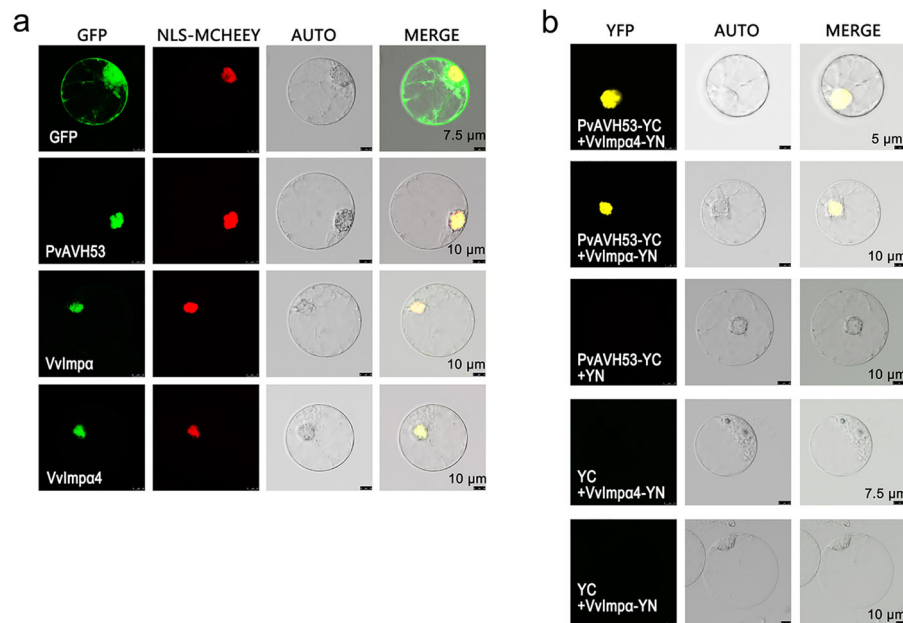 a
GFP NLS-MCHEEY AUTO MERGE
GFP
7.5 μm
PvAVH53
10 μm
VvImpα
10 μm
VvImpα4
10 μm
b
YFP AUTO MERGE
PvAVH53-YC
+VvImpα4-YN
5 μm
PvAVH53-YC
+VvImpα-YN
10 μm
PvAVH53-YC
+YN
10 μm
YC
+VvImpα4-YN
7.5 μm
YC
+VvImpα-YN
10 μm